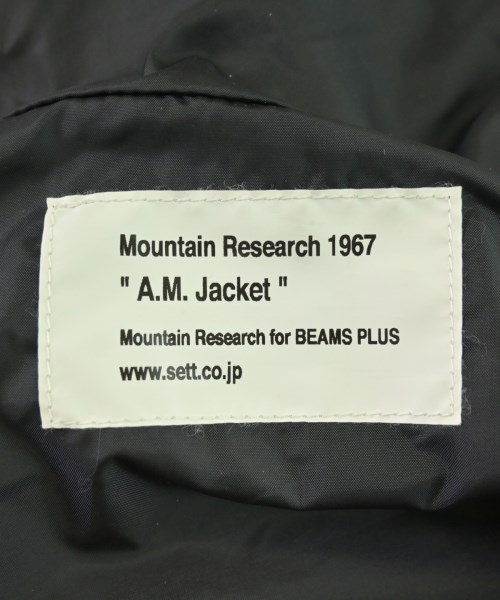 Mountain Research 1967
" A.M. Jacket "
Mountain Research for BEAMS PLUS
www.sett.co.jp